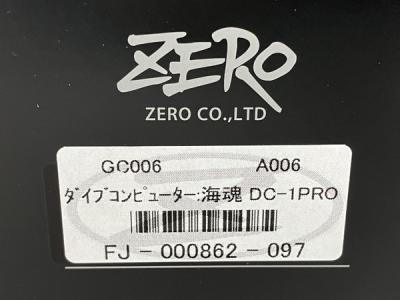 ZERO
ZERO CO.,LTD
GC006 A006
ﾀﾞｲﾌﾞｺﾝﾋﾟｭｰﾀｰ:海魂 DC-1PRO
FJ-000862-097